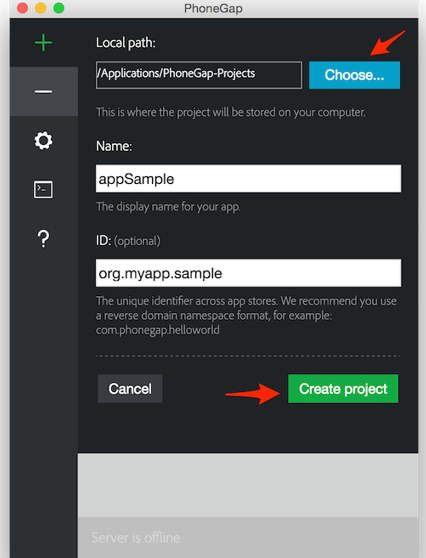 PhoneGap
Local path:
/Applications/PhoneGap-Projects
Choose...
This is where the project will be stored on your computer.
Name:
appSample
The display name for your app.
ID: (optional)
org.myapp.sample
The unique identifier across app stores. We recommend you use
a reverse domain namespace format, for example:
com.phonegap.helloworld
Cancel
Create project
Server is offline